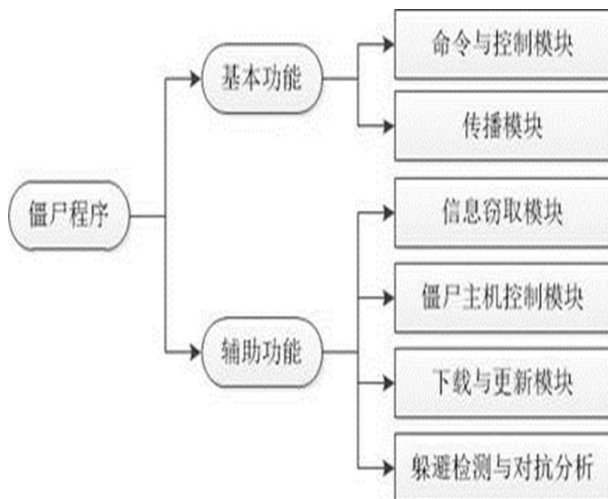 僵尸程序
基本功能
命令与控制模块
传播模块
辅助功能
信息窃取模块
僵尸主机控制模块
下载与更新模块
躲避检测与对抗分析